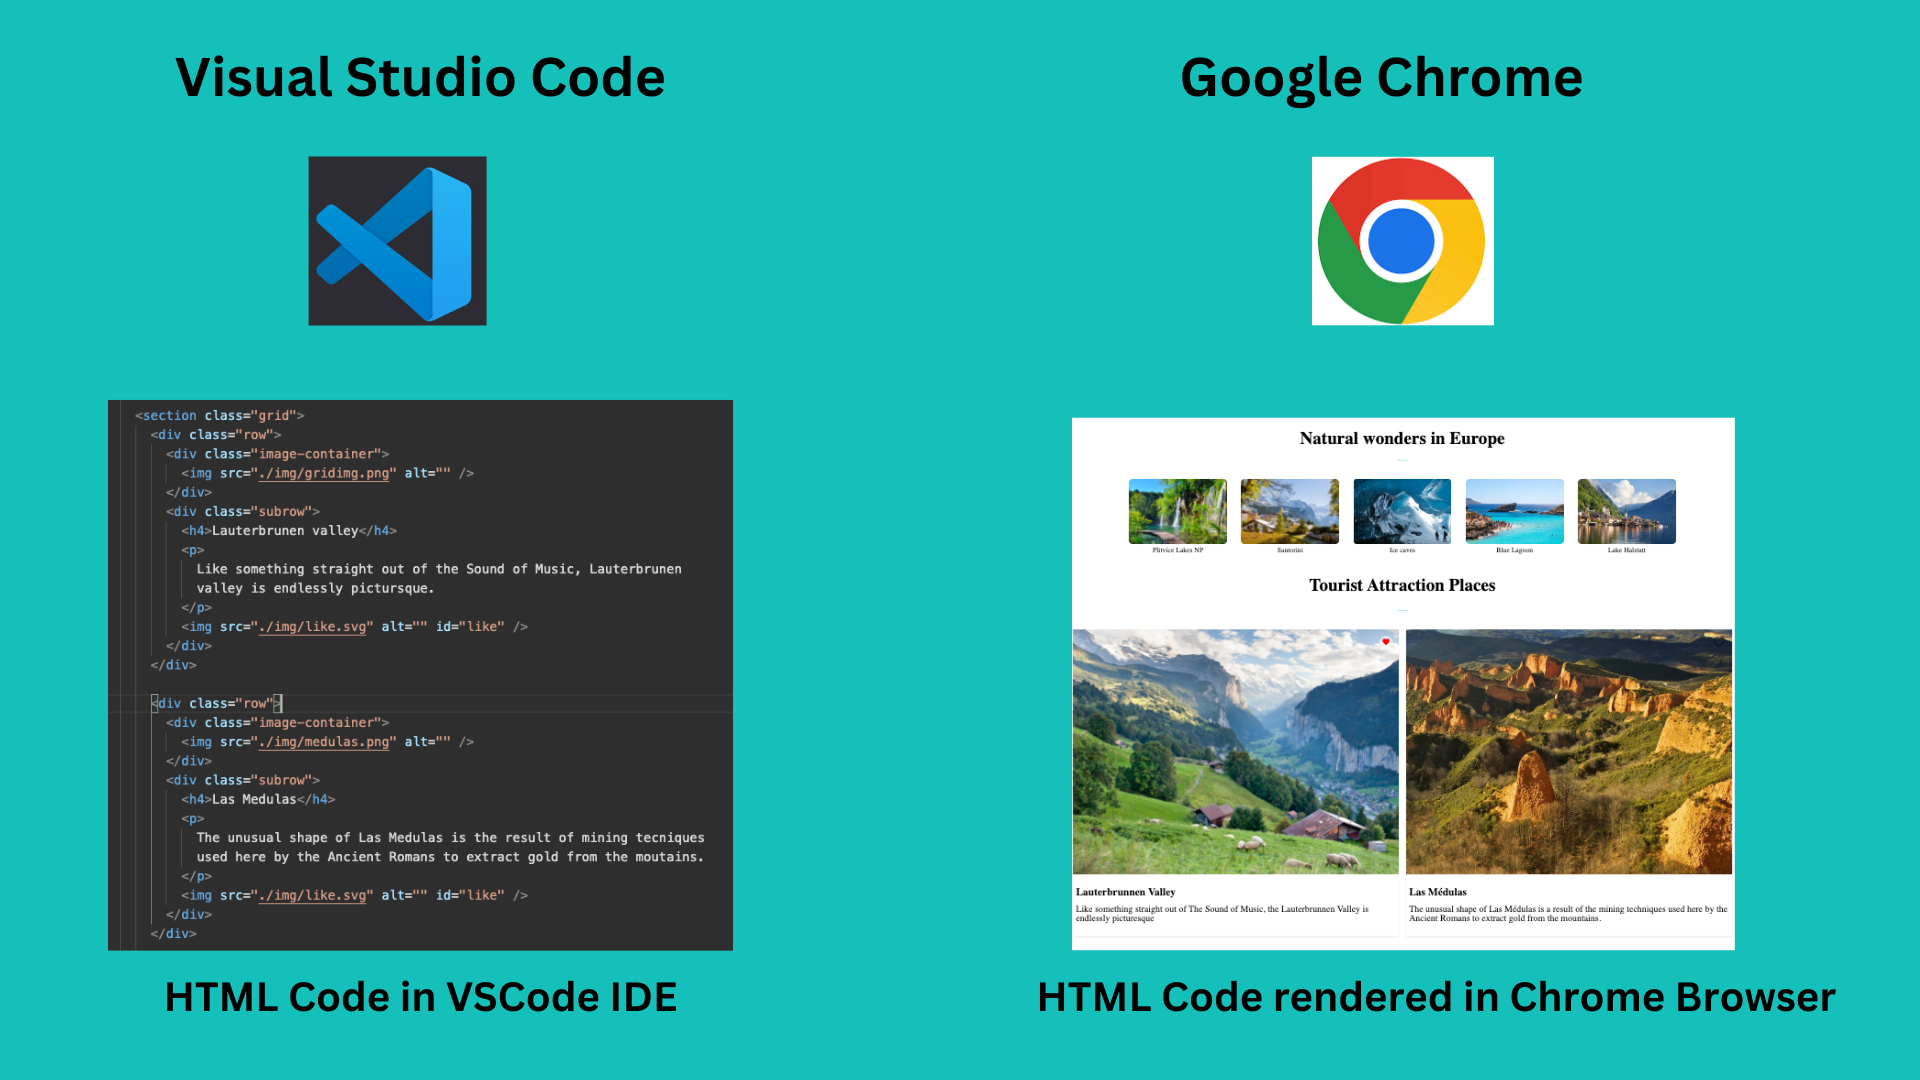 Visual Studio Code
<section class="grid">
<div class="row">
<div class="image-container">
<img src="./img/gridimg.png" alt="" />
</div>
<div class="subrow">
<h4>Lauterbrunen valley</h4>
<p>
Like something straight out of the Sound of Music, Lauterbrunen
valley is endlessly pictursque.
</p>
<img src="./img/like.svg" alt="" id="like" />
</div>
</div>
<div class="row">
<div class="image-container">
<img src="./img/medulas.png" alt="" />
</div>
<div class="subrow">
<h4>Las Medulas</h4>
<p>
The unusual shape of Las Medulas is the result of mining tecniques
used here by the Ancient Romans to extract gold from the moutains.
</p>
<img src="./img/like.svg" alt="" id="like" />
</div>
</div>
HTML Code in VSCode IDE
Google Chrome
Natural wonders in Europe
Plitvice Lakes NP
Santorini
Ice caves
Blue Lagoon
Lake Halstatt
Tourist Attraction Places
Lauterbrunnen Valley
Like something straight out of The Sound of Music, the Lauterbrunnen Valley is
endlessly picturesque
Las Médulas
The unusual shape of Las Médulas is a result of the mining techniques used here by the
Ancient Romans to extract gold from the mountains.
HTML Code rendered in Chrome Browser